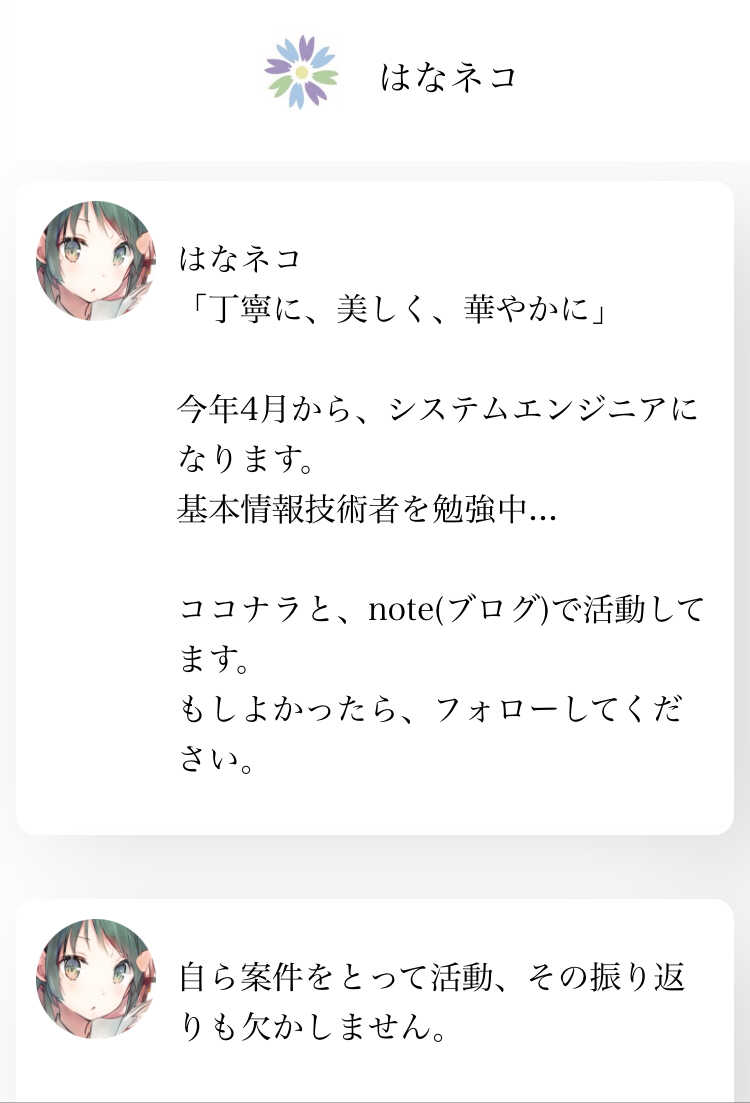 はなネコ
はなネコ
「丁寧に、美しく、華やかに」
今年4月から、システムエンジニアに
なります。
基本情報技術者を勉強中...
ココナラと、note(ブログ)で活動して
ます。
もしよかったら、フォローしてくだ
さい。
自ら案件をとって活動、その振り返
りも欠かしません。